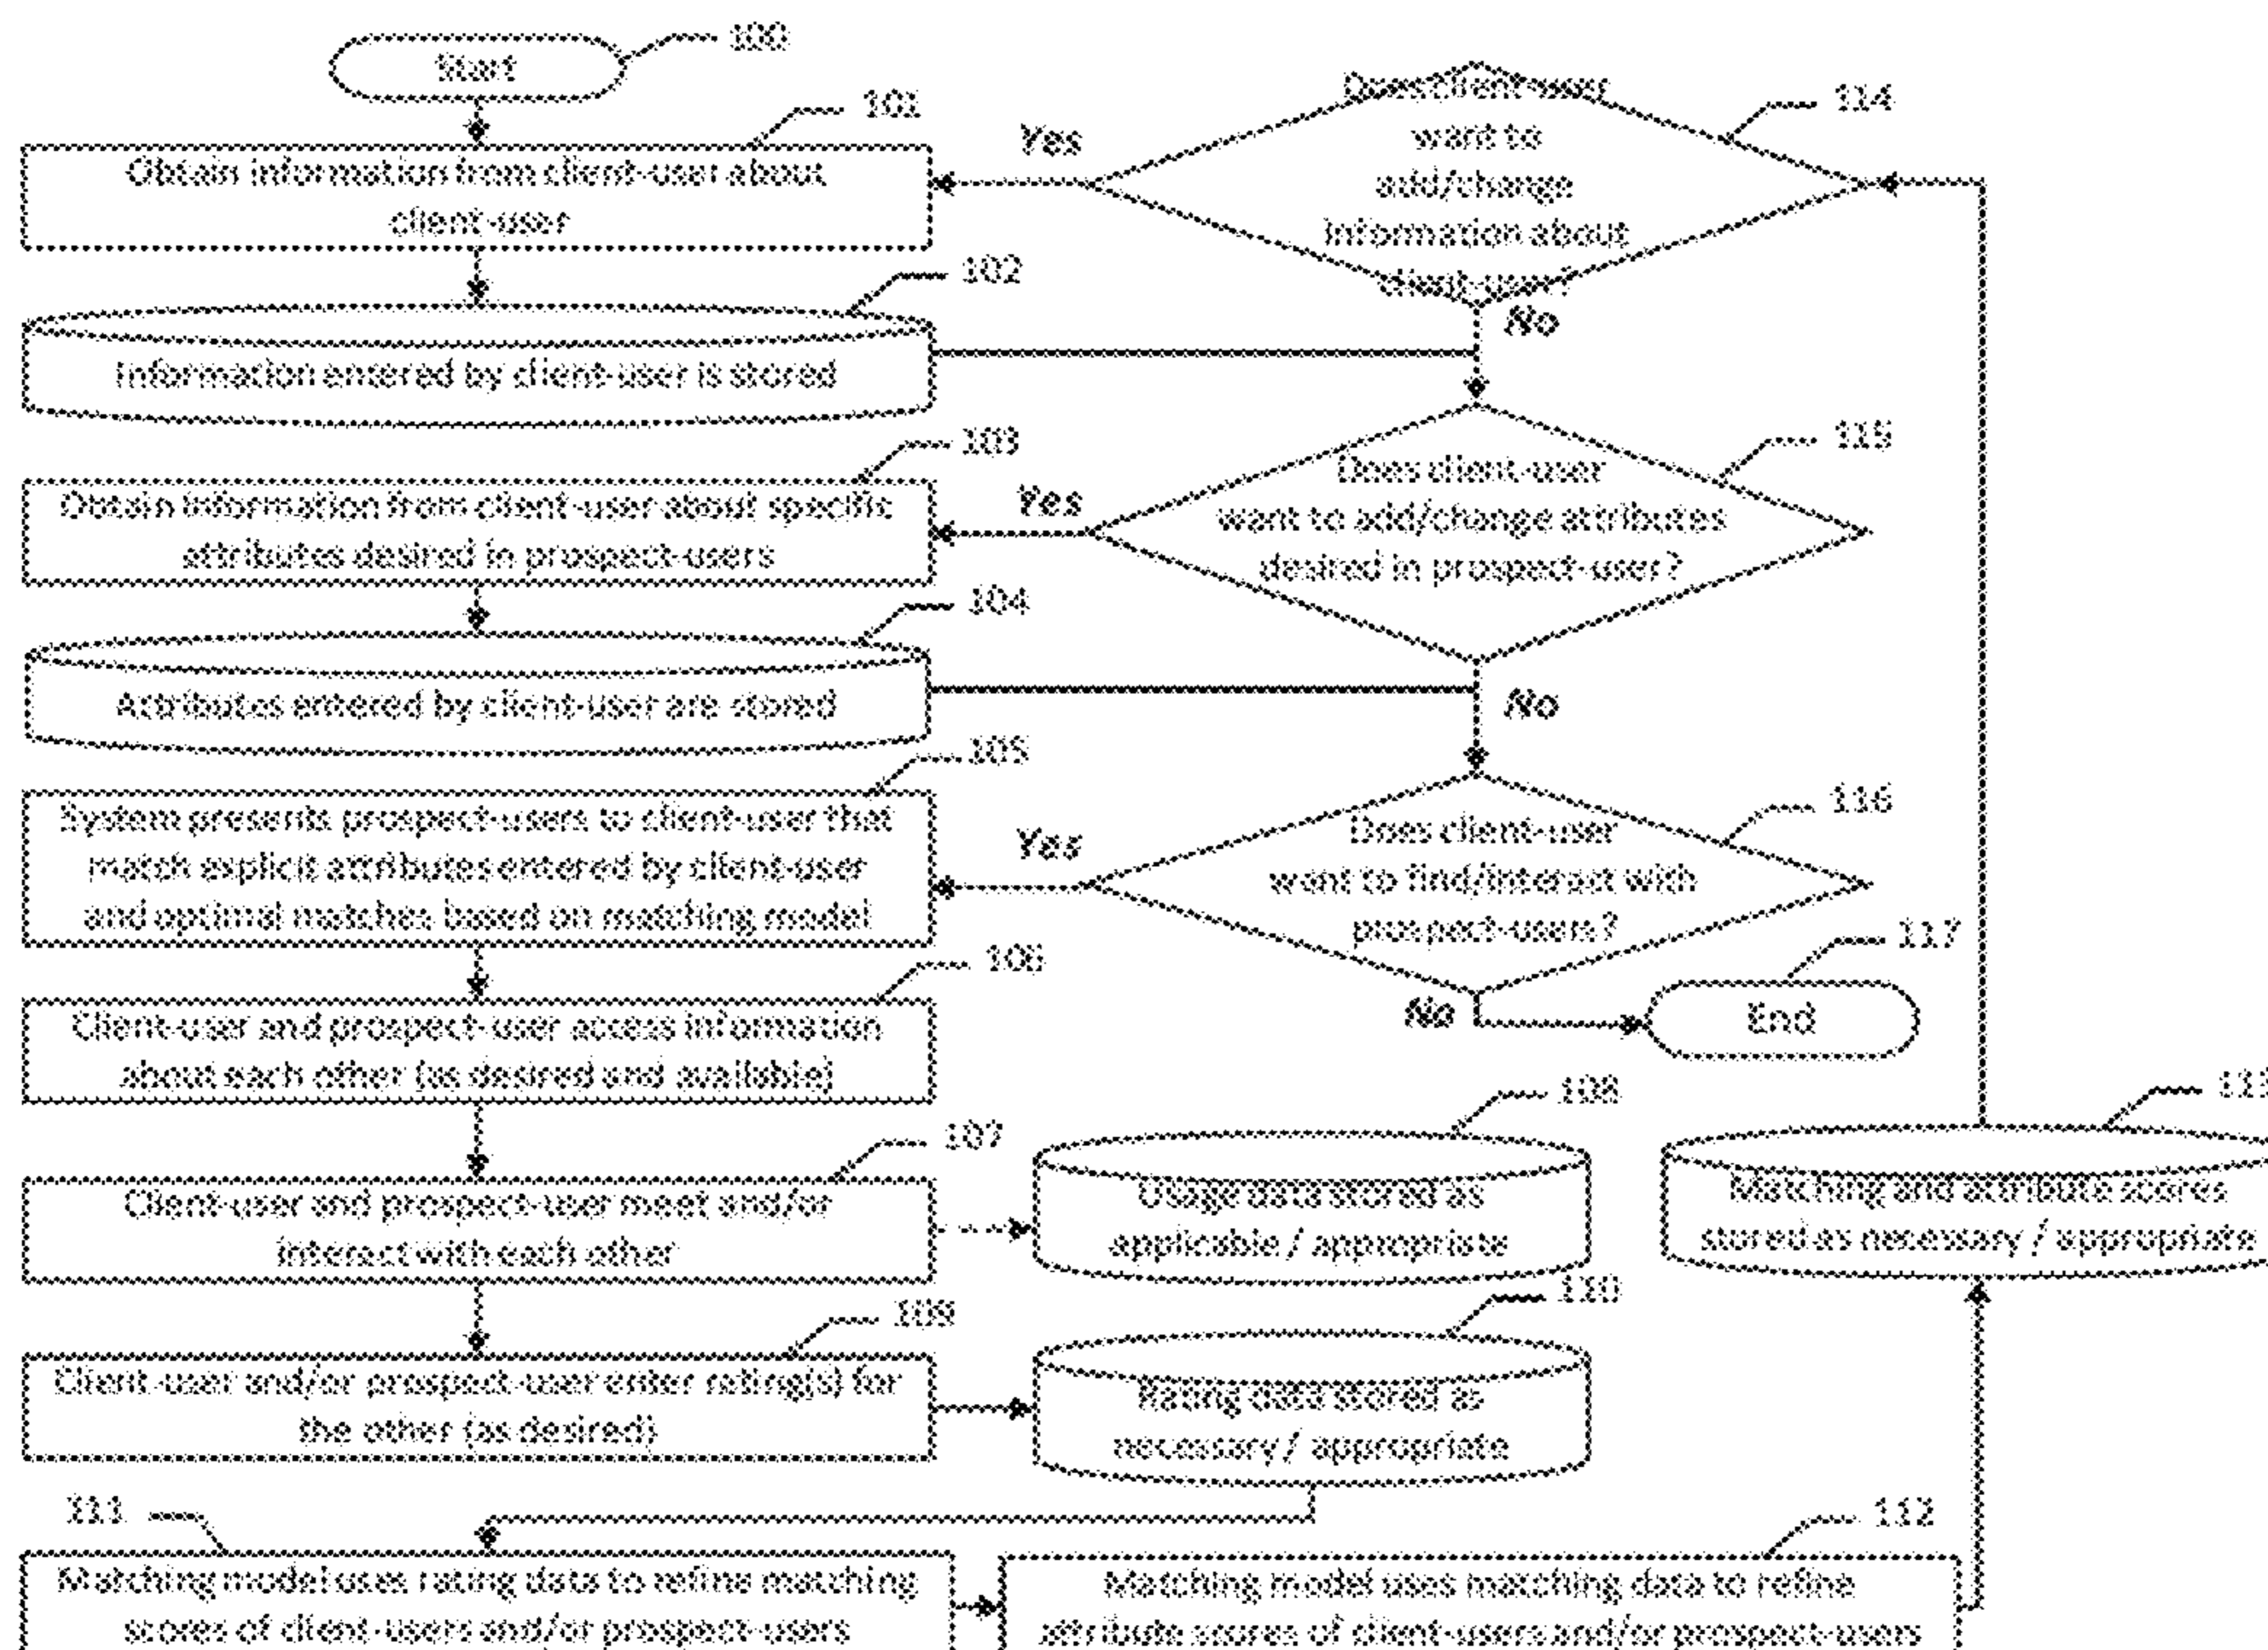 100
Start
101
Obtain information from client-user about
client-user
102
Information entered by client-user is stored
103
Obtain information from client-user about specific
attributes desired in prospect-users
104
Attributes entered by client-user are stored
105
System presents prospect-users to client-user that
match explicit attributes entered by client-user
and optimal matches based on matching model
106
Client-user and prospect-user access information
about each other (as desired and available)
107
Client-user and prospect-user meet and/or
interact with each other
108
Usage data stored as
applicable / appropriate
109
Client-user and/or prospect-user enter rating(s) for
the other (as desired)
110
Rating data stored as
necessary / appropriate
111
Matching model uses rating data to refine matching
scores of client-users and/or prospect-users
112
Matching model uses matching data to refine
attribute scores of client-users and/or prospect-users
Matching and attribute scores
stored as necessary / appropriate
114
Does client-user
want to
add/change
information about
client-user?
Yes
No
115
Does client-user
want to add/change attributes
desired in prospect-user?
Yes
No
116
Does client-user
want to find/interact with
prospect-users?
Yes
No
117
End